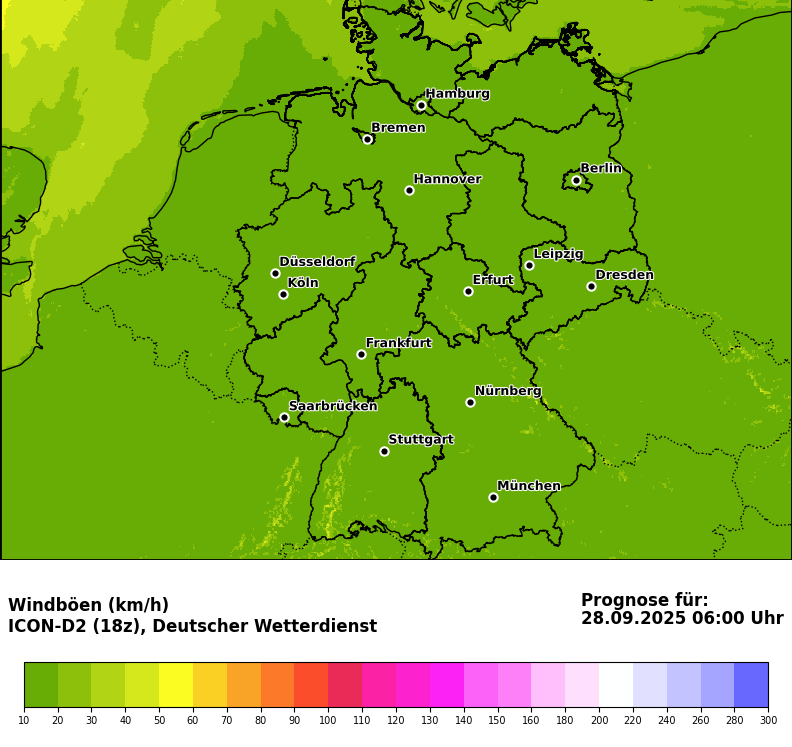 Hamburg
Bremen
Berlin
Hannover
Leipzig
Düsseldorf
Dresden
Köln
Erfurt
Frankfurt
Nürnberg
Saarbrücken
Stuttgart
München
Windböen (km/h)
ICON-D2 (18z), Deutscher Wetterdienst
Prognose für:
28.09.2025 06:00 Uhr
10 20 30 40 50 60 70 80 90 100 110 120 130 140 150 160 180 200 220 240 260 280 300